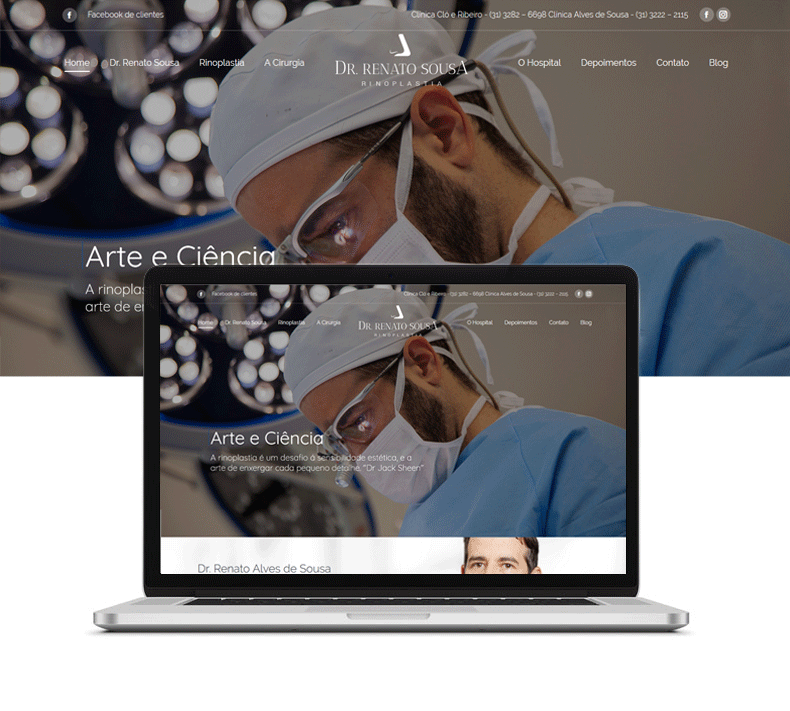 Facebook de clientes
Clínica Cló e Ribeiro - (31) 3282 – 6698 Clínica Alves de Sousa - (31) 3222 – 2115
Home Dr. Renato Sousa Rinoplastia A Cirurgia
DR. RENATO SOUSA
RINOPLASTIA
O Hospital Depoimentos Contato Blog
Arte e Ciência
A rinoplas
arte de en
Facebook de clientes
Clínica Cló e Ribeiro - (31) 3282 – 6698 Clínica Alves de Sousa - (31) 3222 – 2115
Home Dr. Renato Sousa Rinoplastia A Cirurgia
DR. RENATO SOUSA
RINOPLASTIA
O Hospital Depoimentos Contato Blog
Arte e Ciência
A rinoplastia é um desafio à sensibilidade estética, e a
arte de enxergar cada pequeno detalhe. "Dr Jack Sheen"
Dr. Renato Alves de Sousa